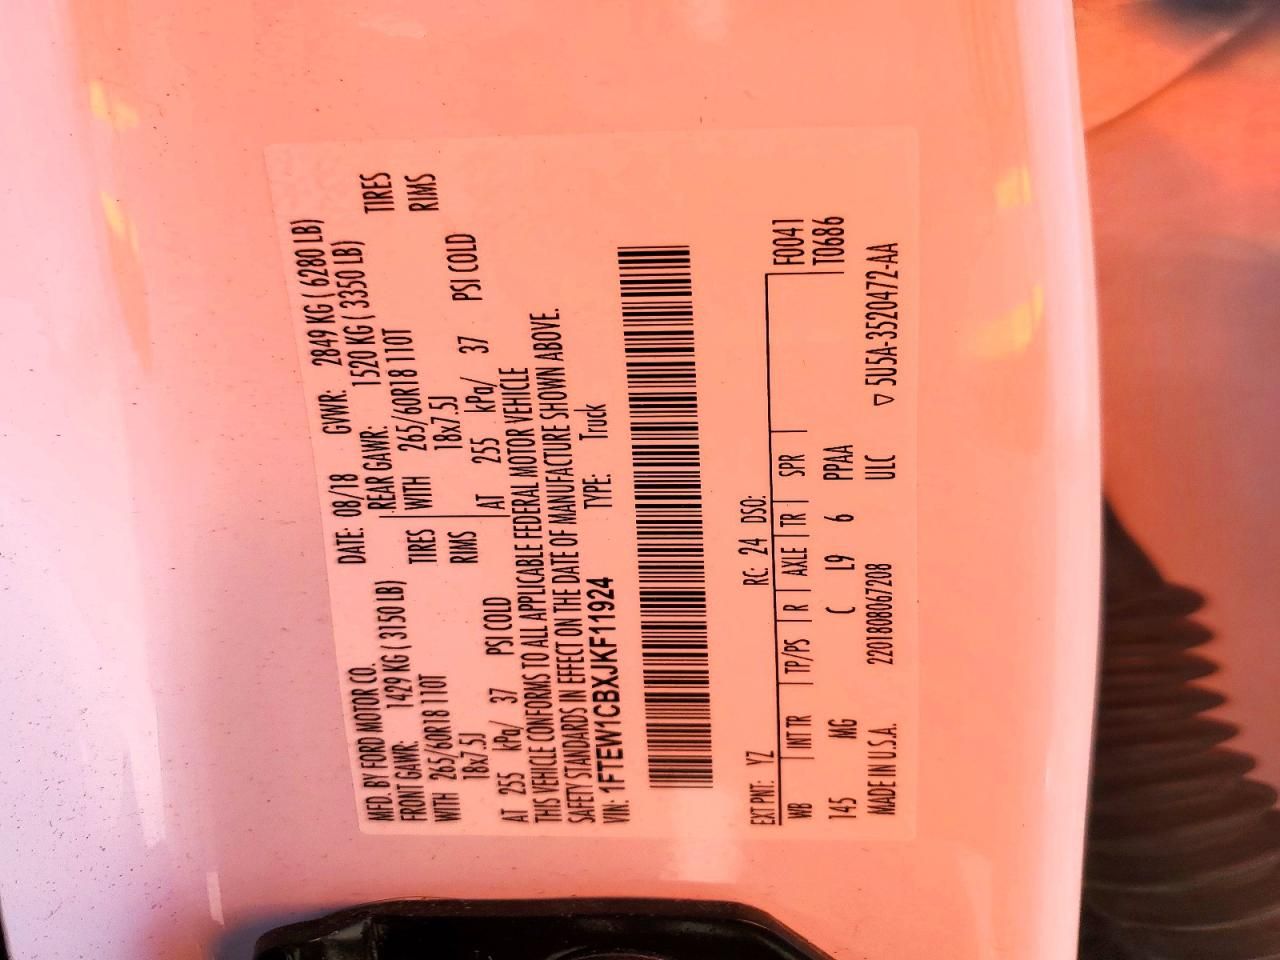 MFD. BY FORD MOTOR CO. DATE: 08/18 GVWR: 2849 KG ( 6280 LB)
FRONT GAWR: 1429 KG ( 3150 LB) REAR GAWR: 1520 KG ( 3350 LB)
WITH 265/60R18 110T TIRES WITH 265/60R18 110T TIRES
18x7.5J RIMS 18x7.5J RIMS
AT 255 kPa/ 37 PSI COLD AT 255 kPa/ 37 PSI COLD
THIS VEHICLE CONFORMS TO ALL APPLICABLE FEDERAL MOTOR VEHICLE
SAFETY STANDARDS IN EFFECT ON THE DATE OF MANUFACTURE SHOWN ABOVE.
VIN: 1FTEW1CBXJKF11924 TYPE: Truck
EXT PNT: YZ RC: 24 DSO:
WB INT TR TP/PS R AXLE TR SPR F0041
145 MG C L9 6 PPAA T0686
MADE IN U.S.A. 2201808067208 ULC ▽ 5U5A-3520472-AA